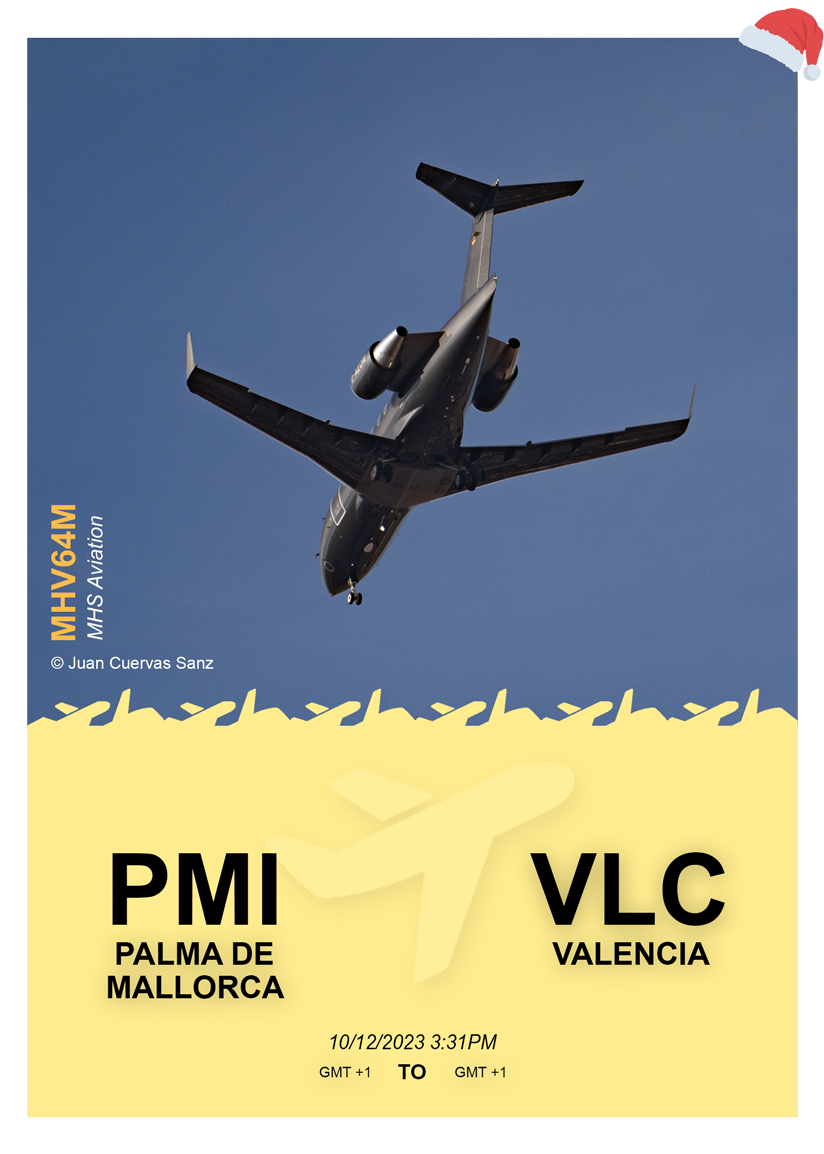 MHV64M
MHS Aviation
© Juan Cuervas Sanz
PMI
PALMA DE
MALLORCA
VLC
VALENCIA
10/12/2023 3:31PM
GMT +1 TO GMT +1